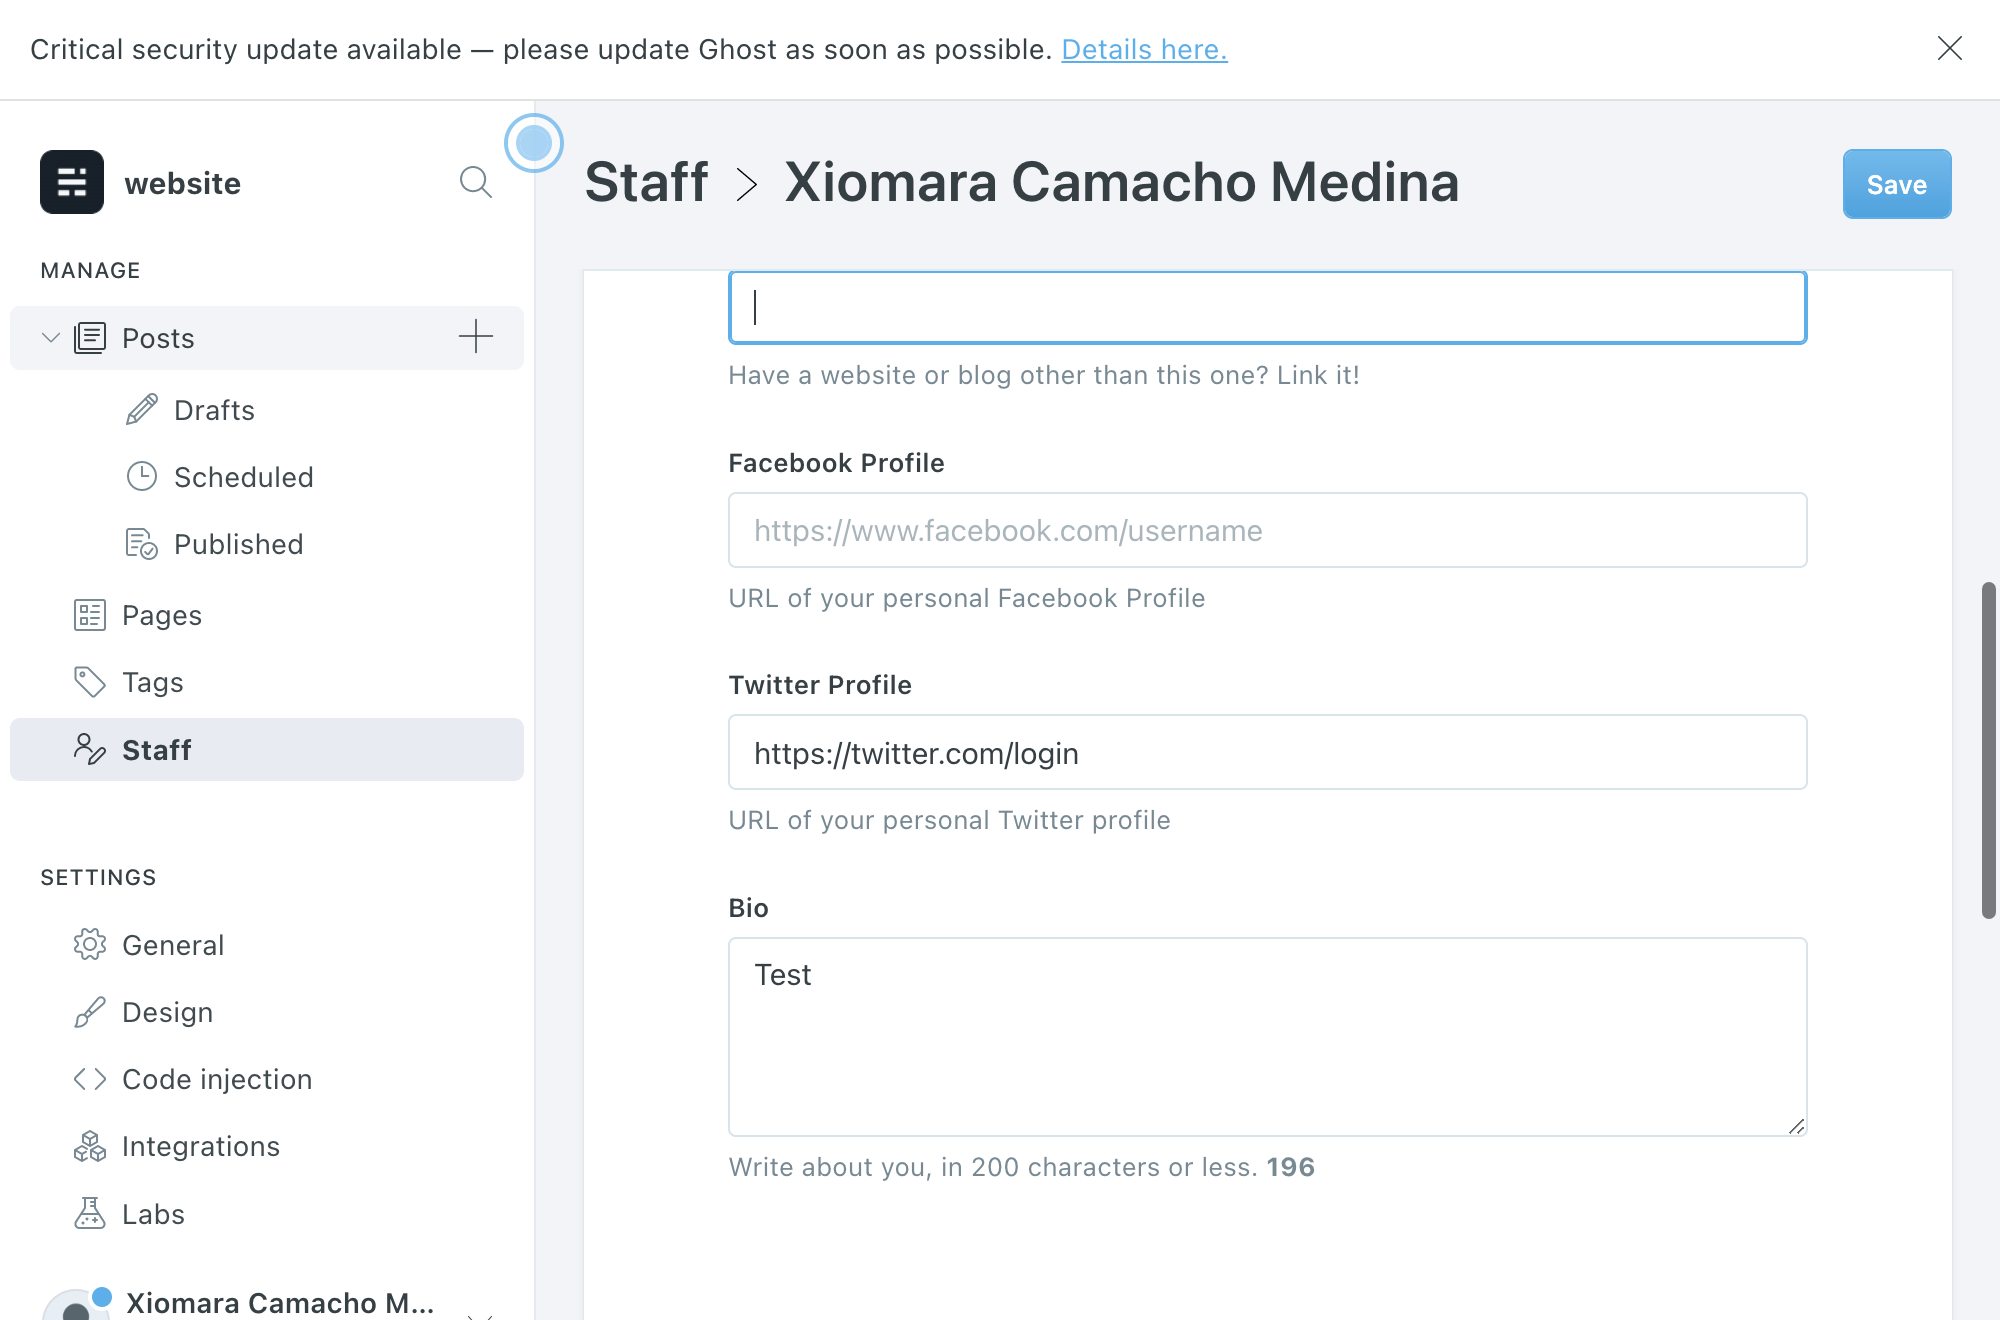 Critical security update available — please update Ghost as soon as possible. Details here.
website
MANAGE
Posts
Drafts
Scheduled
Published
Pages
Tags
Staff
SETTINGS
General
Design
Code injection
Integrations
Labs
Xiomara Camacho M...
Staff > Xiomara Camacho Medina
Save
Have a website or blog other than this one? Link it!
Facebook Profile
https://www.facebook.com/username
URL of your personal Facebook Profile
Twitter Profile
https://twitter.com/login
URL of your personal Twitter profile
Bio
Test
Write about you, in 200 characters or less. 196